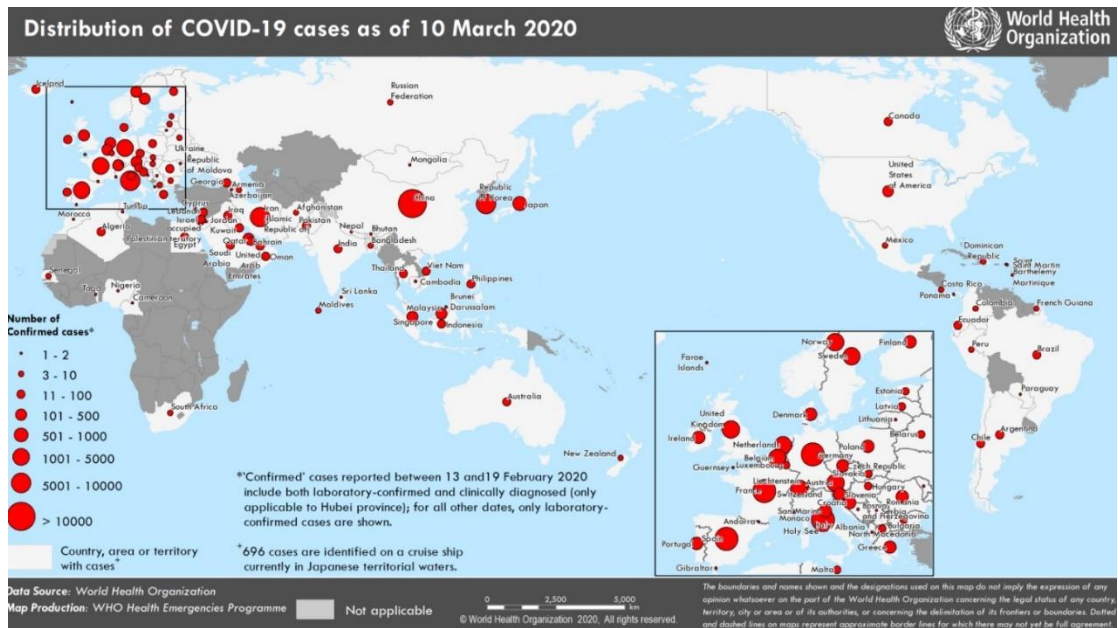 Distribution of COVID-19 cases as of 10 March 2020
World Health
Organization
Iceland
Russian
Federation
Ukraine
Republic
of Moldova
Georgia
Armenia
Azerbaijan
Mongolia
China
Republic
of Korea
Japan
Cyprus
Lebanon
Israel
occupied
Palestinian territory
Jordan
Iraq
Kuwait
Iran
Islamic
Republic of
Afghanistan
Pakistan
Nepal
Bhutan
India
Bangladesh
Morocco
Tunisia
Algeria
Egypt
Qatar
Bahrain
Saudi
Arabia
United
Arab
Emirates
Oman
Senegal
Togo
Nigeria
Cameroon
Thailand
Viet Nam
Cambodia
Philippines
Sri Lanka
Maldives
Malaysia
Brunei
Darussalam
Singapore
Indonesia
South Africa
Australia
New Zealand
Canada
United
States
of America
Mexico
Dominican
Republic
Saint Martin
Saint
Barthelemy
Martinique
Costa Rica
Panama
Colombia
French Guiana
Ecuador
Peru
Brazil
Paraguay
Chile
Argentina
Number of
Confirmed cases*
1 - 2
3 - 10
11 - 100
101 - 500
501 - 1000
1001 - 5000
5001 - 10000
> 10000
Country, area or territory
with cases+
*'Confirmed' cases reported between 13 and19 February 2020
include both laboratory-confirmed and clinically diagnosed (only
applicable to Hubei province); for all other dates, only laboratory-
confirmed cases are shown.
+696 cases are identified on a cruise ship
currently in Japanese territorial waters.
Faroe
Islands
Norway
Sweden
Finland
Estonia
Latvia
Lithuania
Denmark
United
Kingdom
Ireland
Netherlands
Belgium
Luxembourg
Guernsey
Germany
Poland
Belarus
Czech Republic
Slovakia
Liechtenstein
Austria
Hungary
France
Switzerland
Slovenia
Croatia
Romania
San Marino
Monaco
Bosnia
and Herzegovina
Serbia
Italy
Albania
Bulgaria
Holy See
North Macedonia
Andorra
Portugal
Spain
Greece
Gibraltar
Malta
Data Source: World Health Organization
Map Production: WHO Health Emergencies Programme
Not applicable
0 2,500 5,000
km
© World Health Organization 2020, All rights reserved.
The boundaries and names shown and the designations used on this map do not imply the expression of any
opinion whatsoever on the part of the World Health Organization concerning the legal status of any country,
territory, city or area or of its authorities, or concerning the delimitation of its frontiers or boundaries. Dotted
and dashed lines on maps represent approximate border lines for which there may not yet be full agreement.